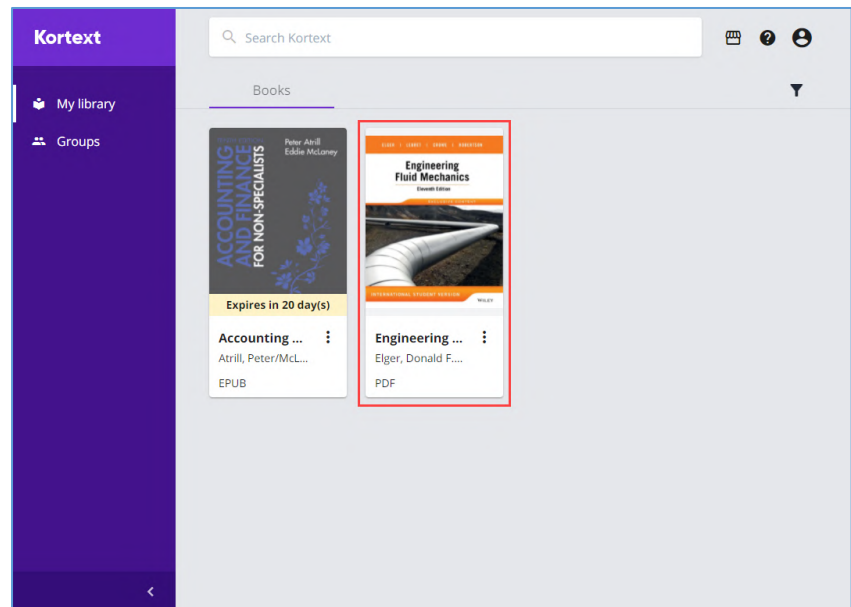 Kortext
Search Kortext
My library
Groups
Books
ACCOUNTING
AND FINANCE
FOR NON-SPECIALISTS
Peter Atrill
Eddie McLaney
Expires in 20 day(s)
Accounting ...
Atrill, Peter/McL...
EPUB
ELGER / LEBRET / CROWE / ROBERSON
Engineering
Fluid Mechanics
Eleventh Edition
INTERNATIONAL STUDENT VERSION
WILEY
Engineering ...
Elger, Donald F....
PDF